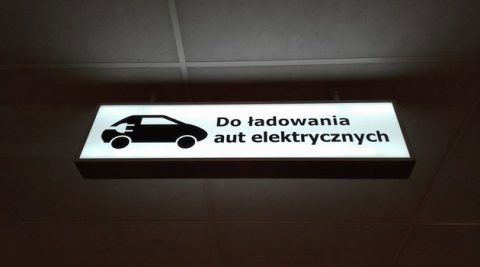 Do ładowania
aut elektrycznych